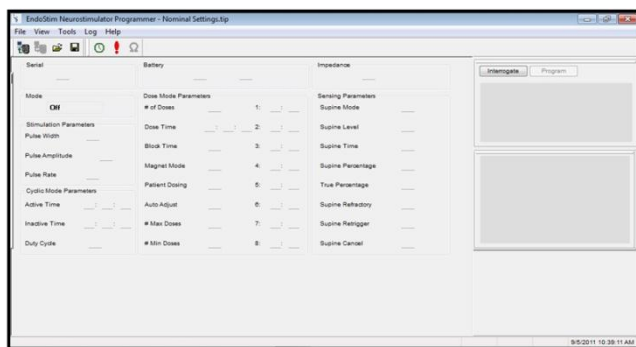 EndoStim Neurostimulator Programmer - Nominal Settings.tip
File View Tools Log Help
Serial Battery Impedance
Interrogate Program
Mode Dose Mode Parameters Sensing Parameters
Off # of Doses 1: Supine Mode
Stimulation Parameters Dose Time 2: Supine Level
Pulse Width
Block Time 3: Supine Time
Pulse Amplitude Magnet Mode 4: Supine Percentage
Pulse Rate Patient Dosing 5: True Percentage
Cyclic Mode Parameters
Active Time Auto Adjust 6: Supine Refractory
Inactive Time # Max Doses 7: Supine Retrigger
Duty Cycle # Min Doses 8: Supine Cancel
9/5/2011 10:39:11 AM